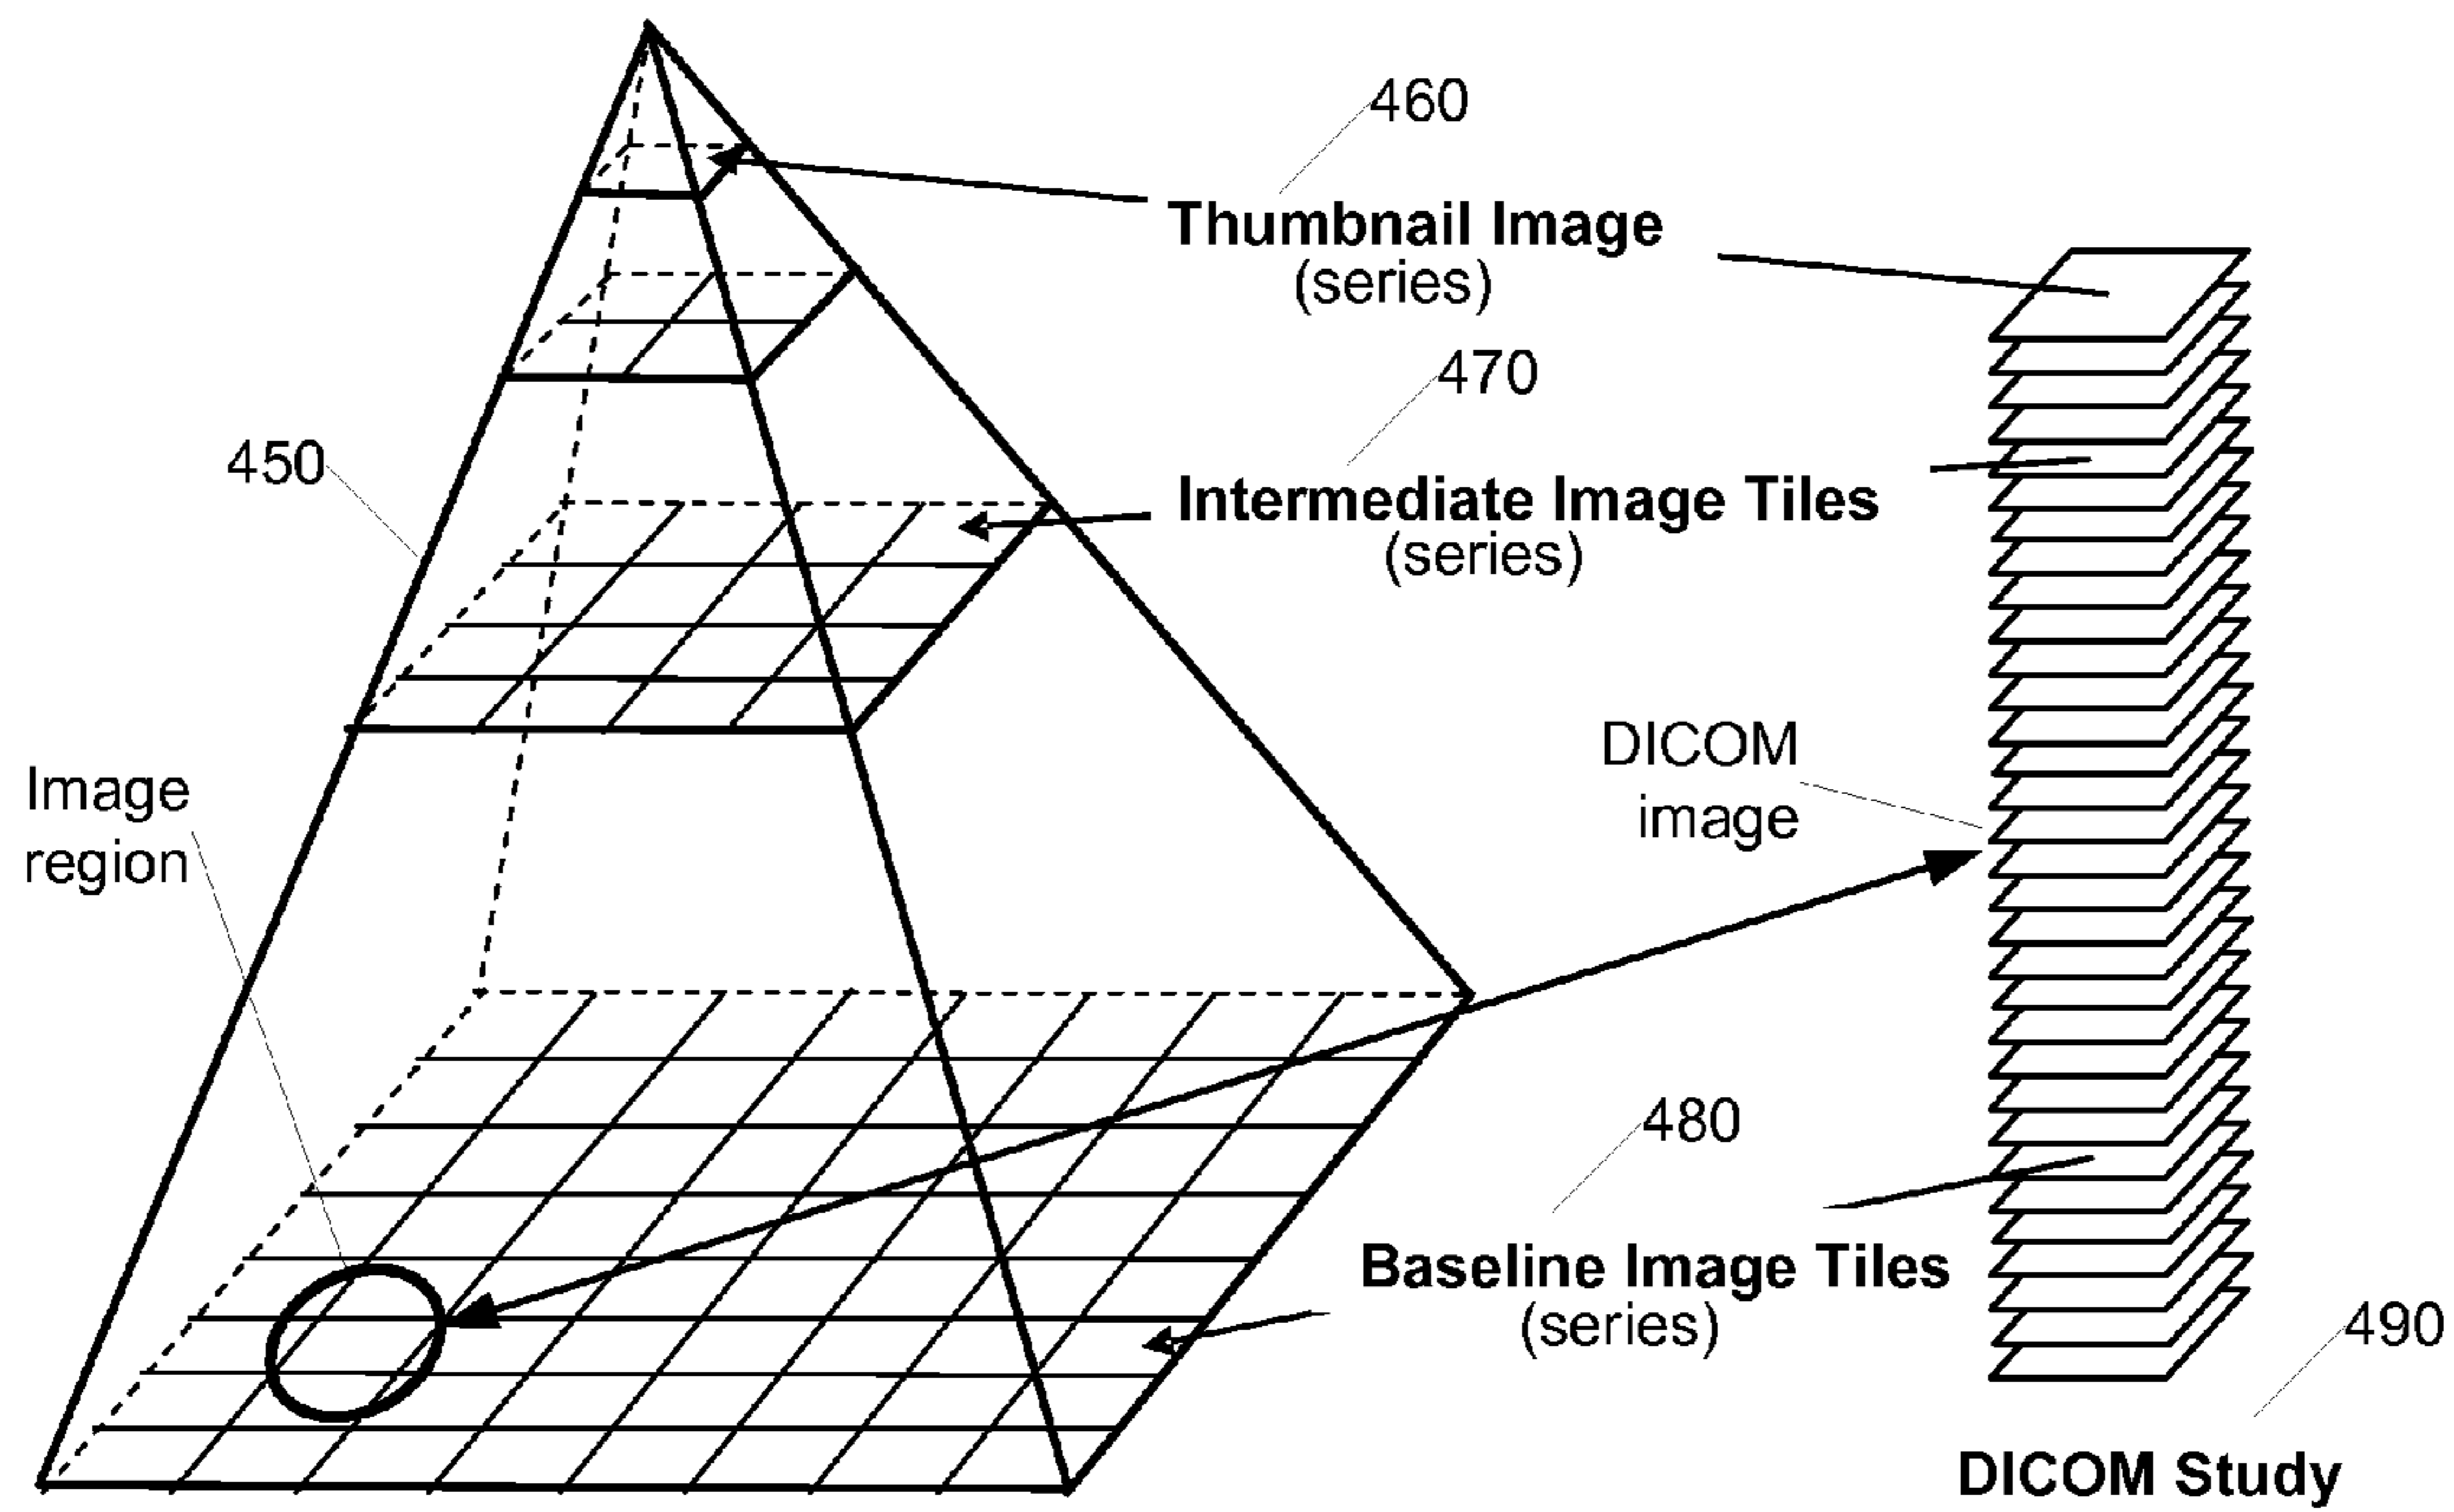 460
Thumbnail Image
(series)
470
450
Intermediate Image Tiles
(series)
DICOM
image
Image
region
480
Baseline Image Tiles
(series)
490
DICOM Study